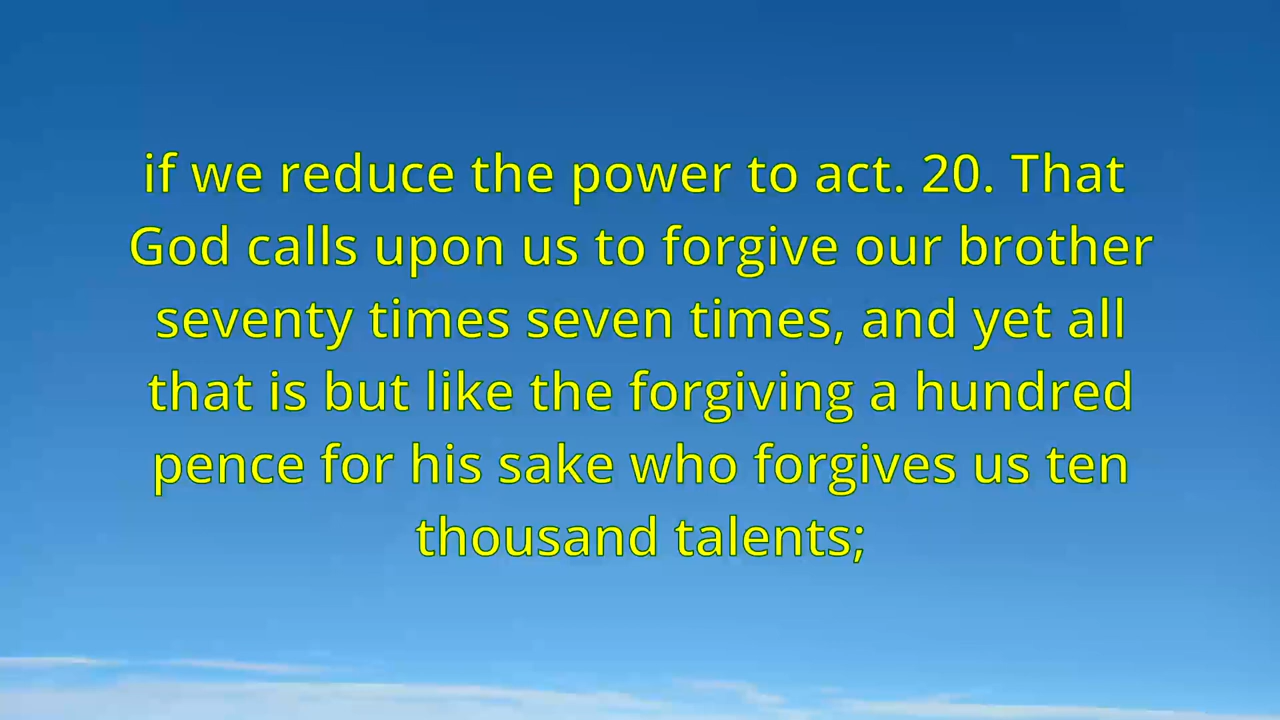 if we reduce the power to act. 20. That
God calls upon us to forgive our brother
seventy times seven times, and yet all
that is but like the forgiving a hundred
pence for his sake who forgives us ten
thousand talents;